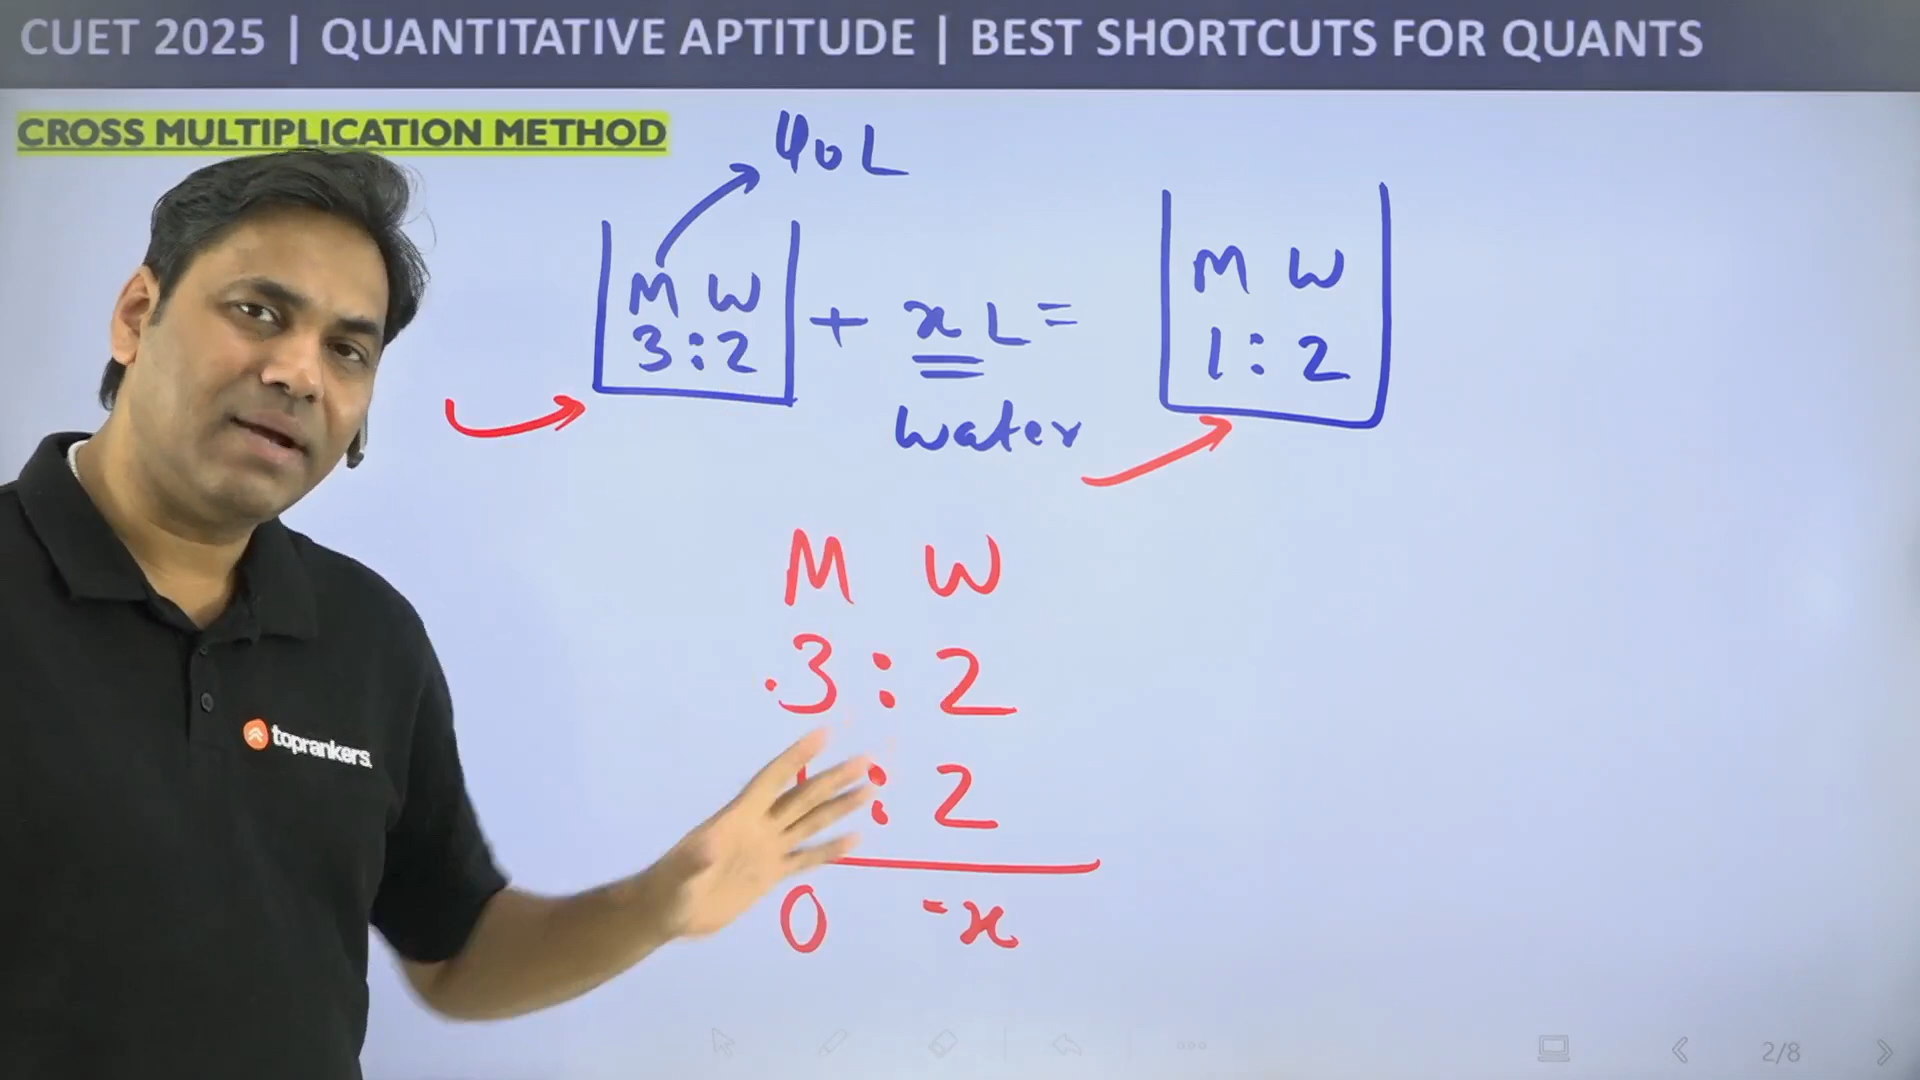 CUET 2025 | QUANTITATIVE APTITUDE | BEST SHORTCUTS FOR QUANTS
CROSS MULTIPLICATION METHOD
40 L
M W
3 : 2
+ x L =
water
M W
1 : 2
M W
3 : 2
: 2
0 -x
toprankers.
2/8